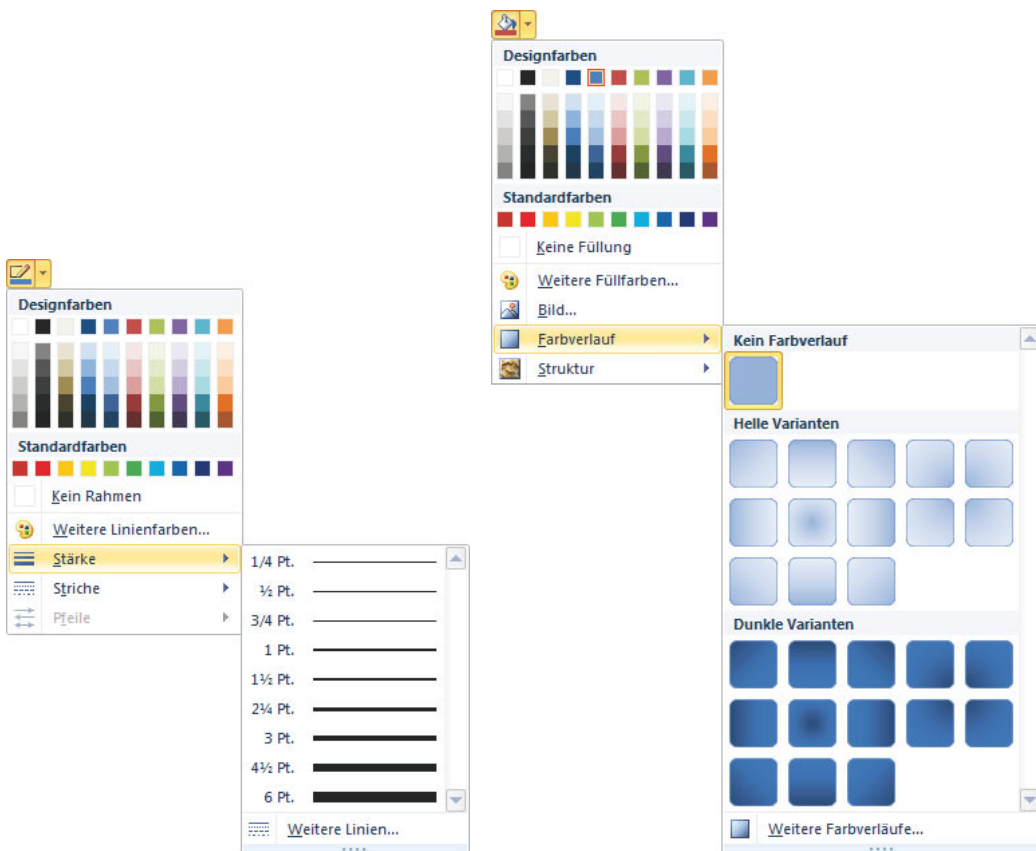 Designfarben
Standardfarben
Kein Rahmen
Weitere Linienfarben...
Stärke
Striche
Pfeile
1/4 Pt.
½ Pt.
3/4 Pt.
1 Pt.
1½ Pt.
2¼ Pt.
3 Pt.
4½ Pt.
6 Pt.
Weitere Linien...
Designfarben
Standardfarben
Keine Füllung
Weitere Füllfarben...
Bild...
Farbverlauf
Struktur
Kein Farbverlauf
Helle Varianten
Dunkle Varianten
Weitere Farbverläufe...